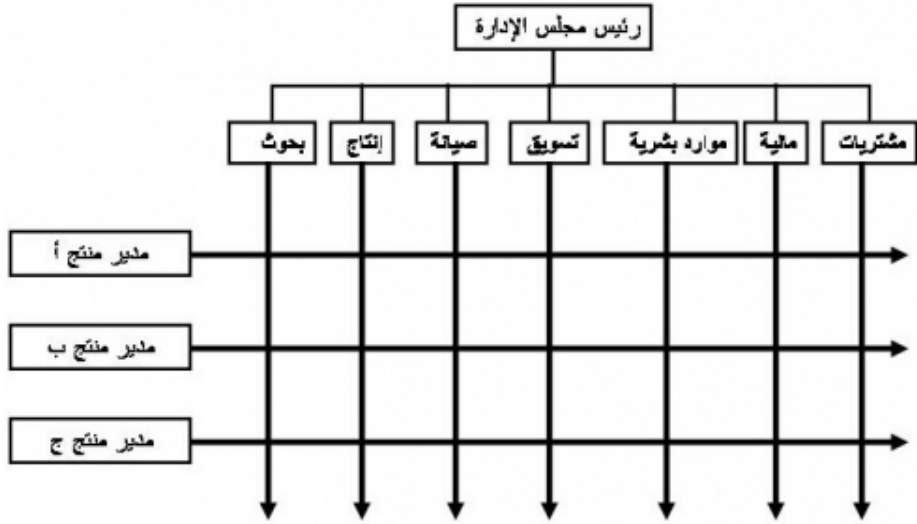 رئيس مجلس الإدارة
مشتريات
مالية
موارد بشرية
تسويق
صيانة
إنتاج
بحوث
مدير منتج أ
مدير منتج ب
مدير منتج ج